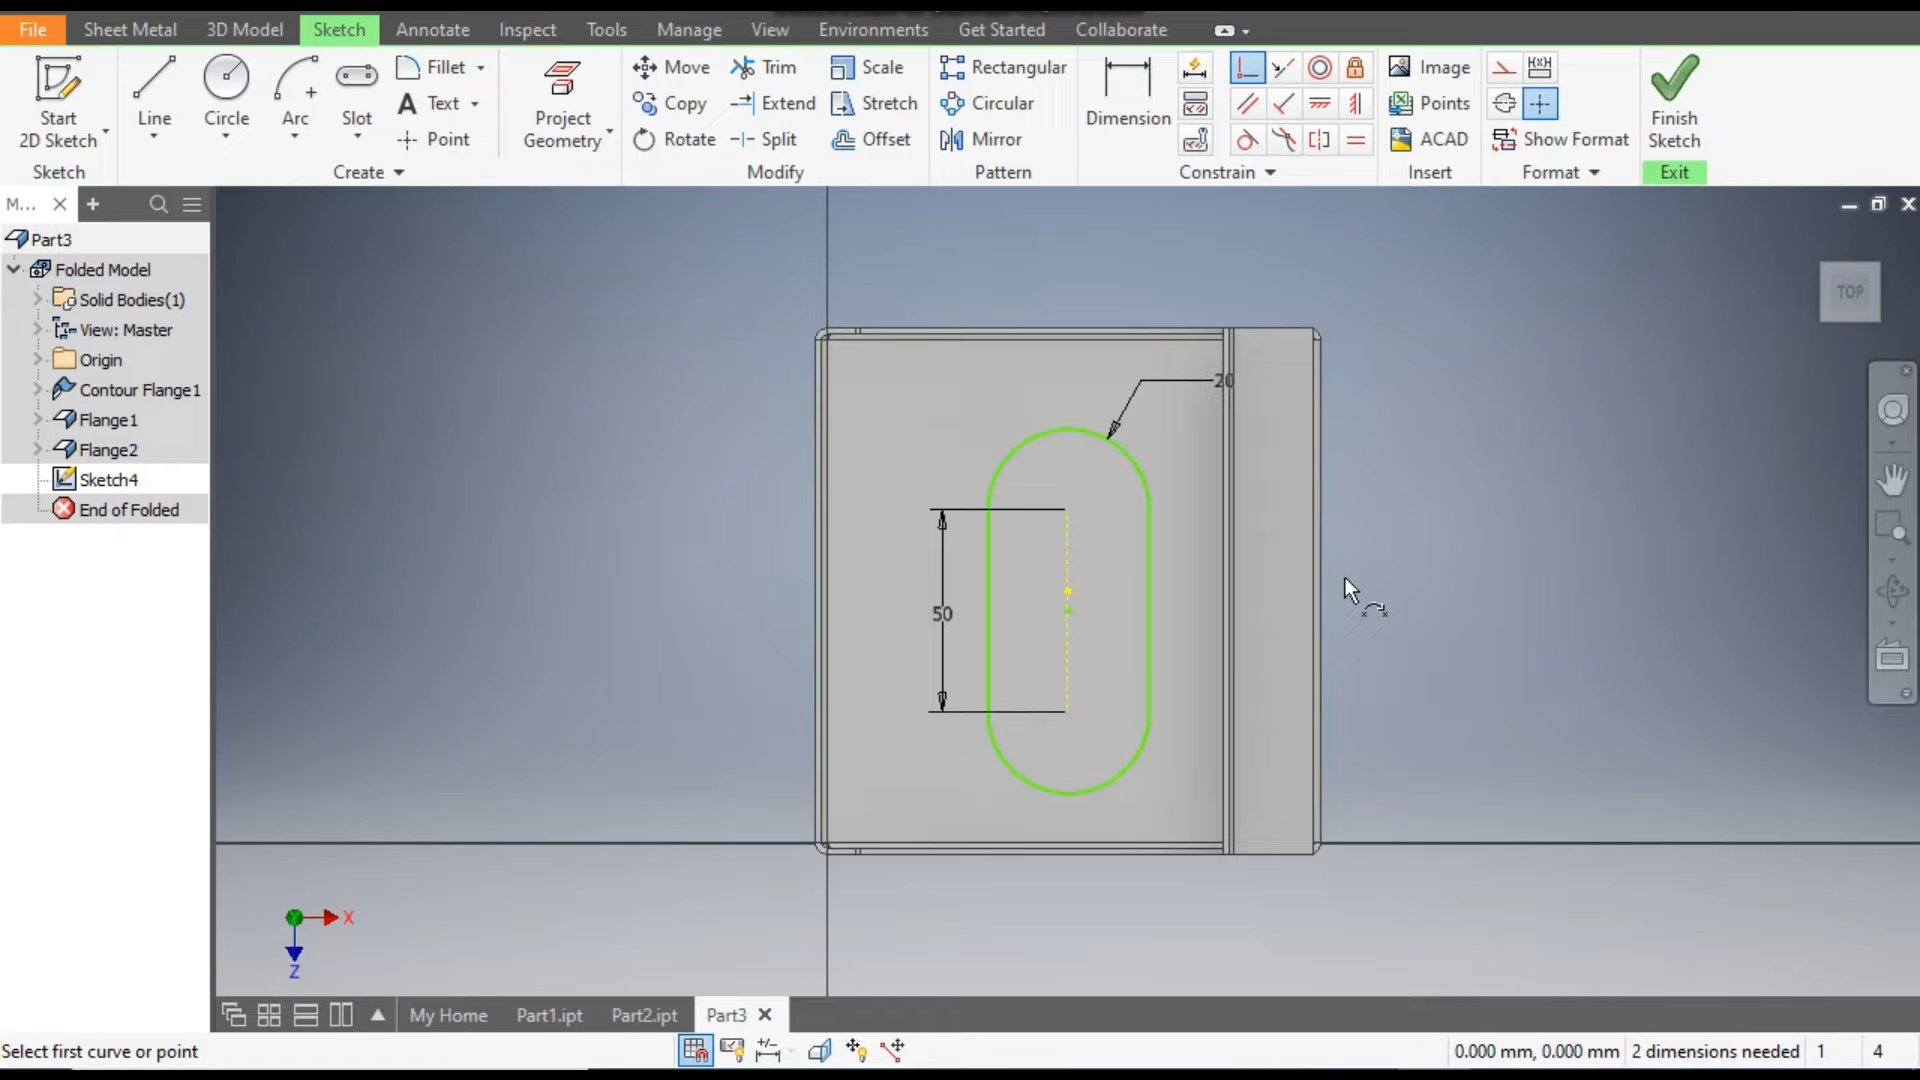 File Sheet Metal 3D Model Sketch Annotate Inspect Tools Manage View Environments Get Started Collaborate
Start
2D Sketch
Line
Circle
Arc
Slot
Fillet
Text
Point
Project
Geometry
Move
Copy
Rotate
Trim
Extend
Split
Scale
Stretch
Offset
Rectangular
Circular
Mirror
Dimension
Image
Points
ACAD
Show Format
Finish
Sketch
Sketch Create Modify Pattern Constrain Insert Format Exit
M...
Part3
Folded Model
Solid Bodies(1)
View: Master
Origin
Contour Flange1
Flange1
Flange2
Sketch4
End of Folded
TOP
20
50
X
Z
My Home Part1.ipt Part2.ipt Part3
Select first curve or point
0.000 mm, 0.000 mm 2 dimensions needed 1 4